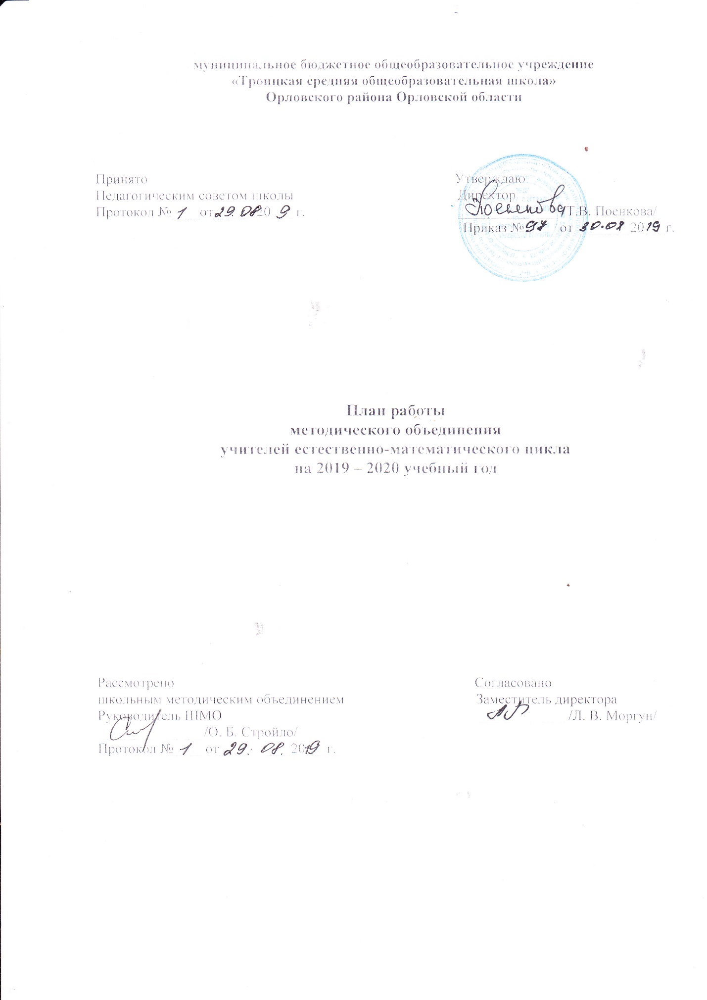 муниципальное бюджетное общеобразовательное учреждение
«Троицкая средняя общеобразовательная школа»
Орловского района Орловской области
Принято
Педагогическим советом школы
Протокол № 1 от 29. 08 20 9 г.
Утверждаю
Директор
Поенкова /Т.В. Поенкова/
Приказ № 97 от 30.08 2019 г.
План работы
методического объединения
учителей естественно-математического цикла
на 2019 – 2020 учебный год
Рассмотрено
школьным методическим объединением
Руководитель ШМО
/О. Б. Стройло/
Протокол № 1 от 29. 08. 2019 г.
Согласовано
Заместитель директора
/Л. В. Моргун/